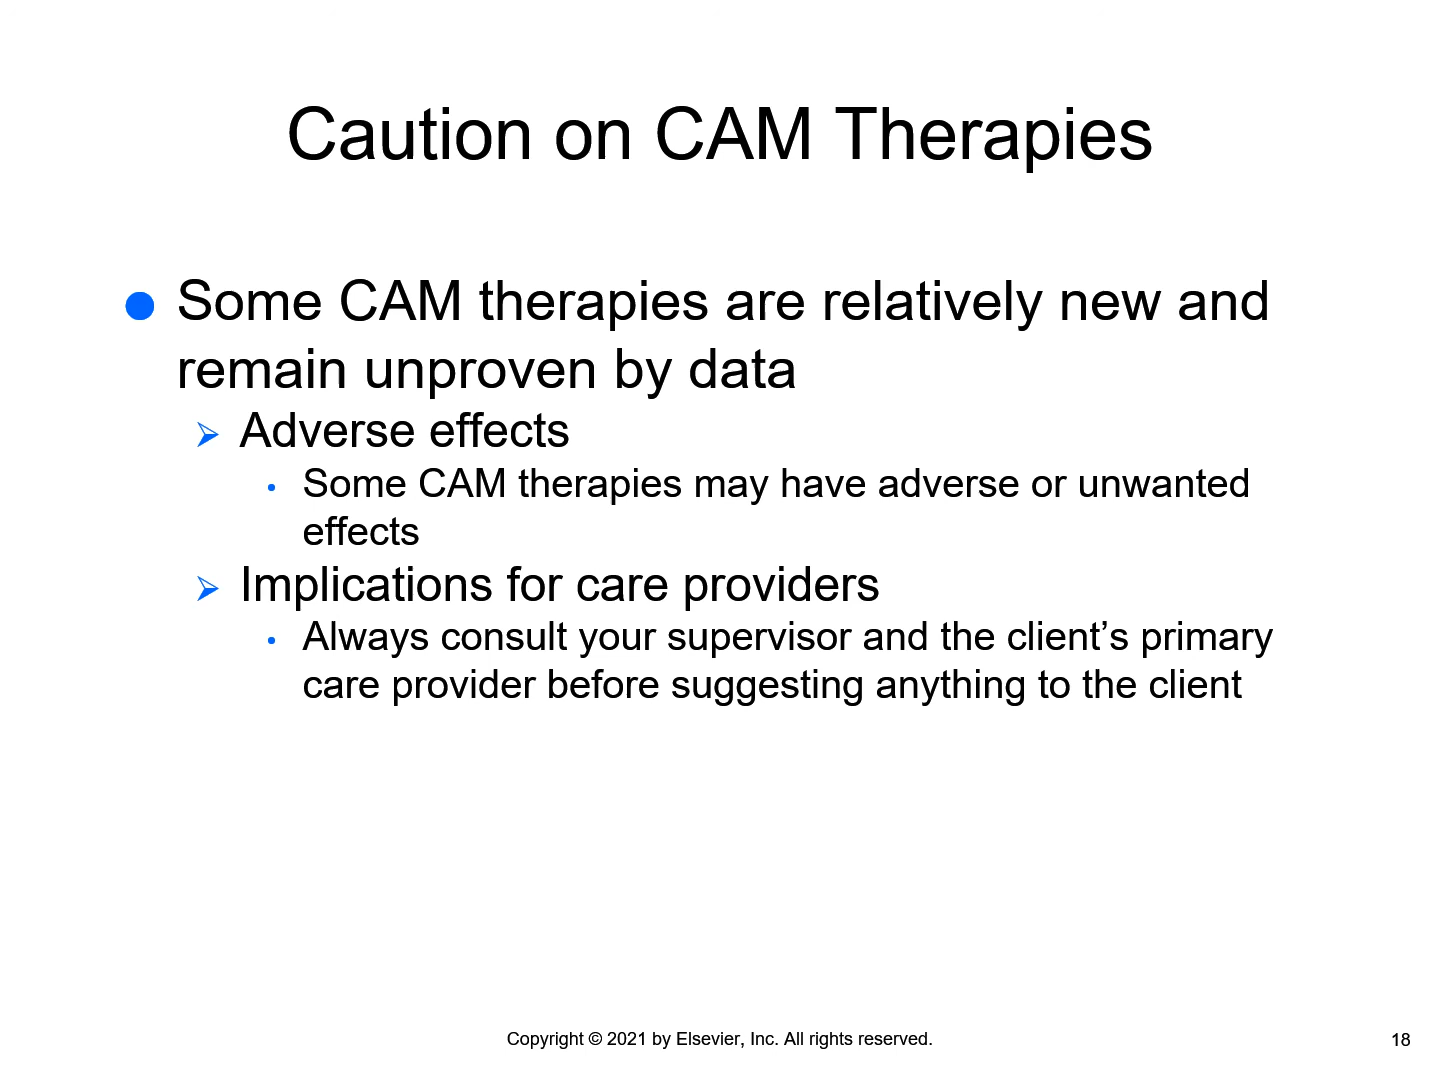 Caution on CAM Therapies
● Some CAM therapies are relatively new and
remain unproven by data
➢ Adverse effects
• Some CAM therapies may have adverse or unwanted
effects
➢ Implications for care providers
• Always consult your supervisor and the client’s primary
care provider before suggesting anything to the client
Copyright © 2021 by Elsevier, Inc. All rights reserved.
18